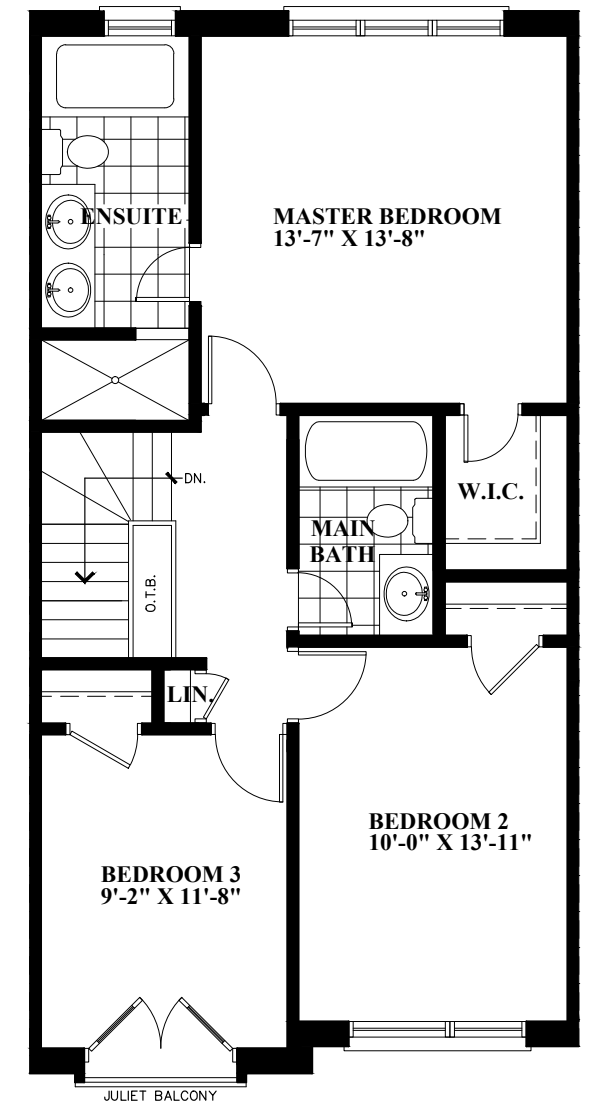 ENSUITE
MASTER BEDROOM
13'-7" X 13'-8"
DN.
W.I.C.
MAIN
BATH
O.T.B.
LIN.
BEDROOM 2
10'-0" X 13'-11"
BEDROOM 3
9'-2" X 11'-8"
JULIET BALCONY